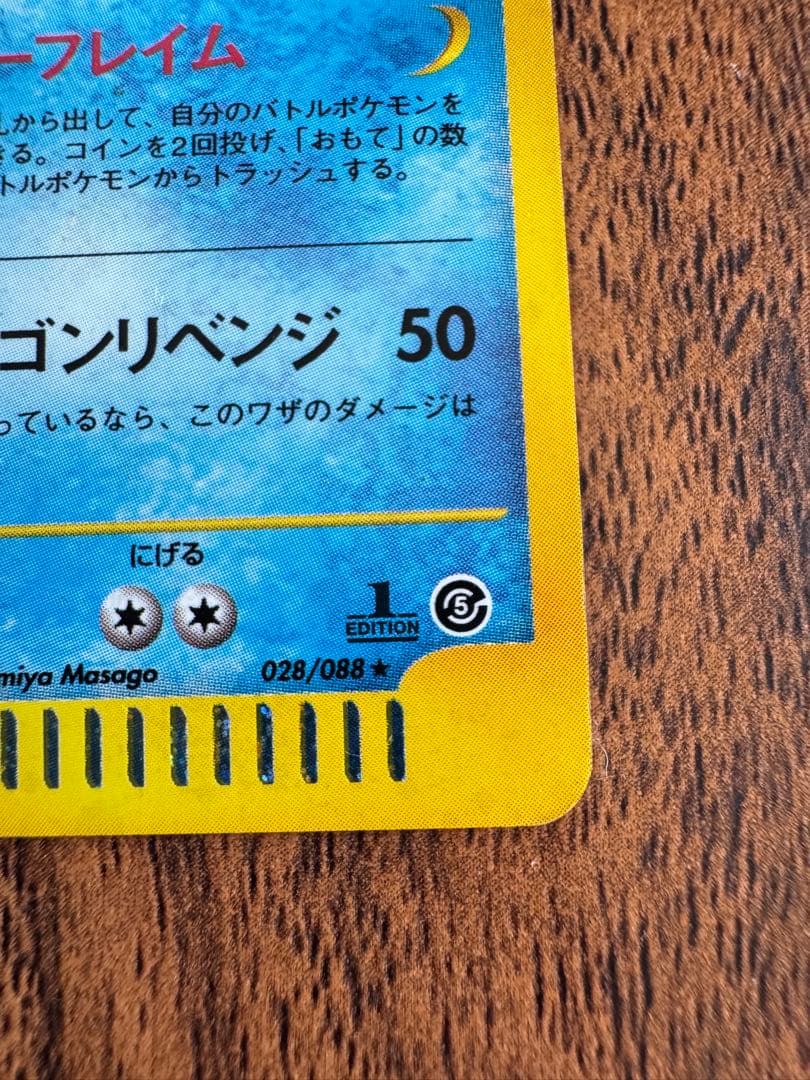 ーフレイム
から出して、自分のバトルポケモンを
きる。コインを2回投げ、「おもて」の数
トルポケモンからトラッシュする。
ゴンリベンジ 50
っているなら、このワザのダメージは
にげる
1
EDITION
5
miya Masago
028/088 ★